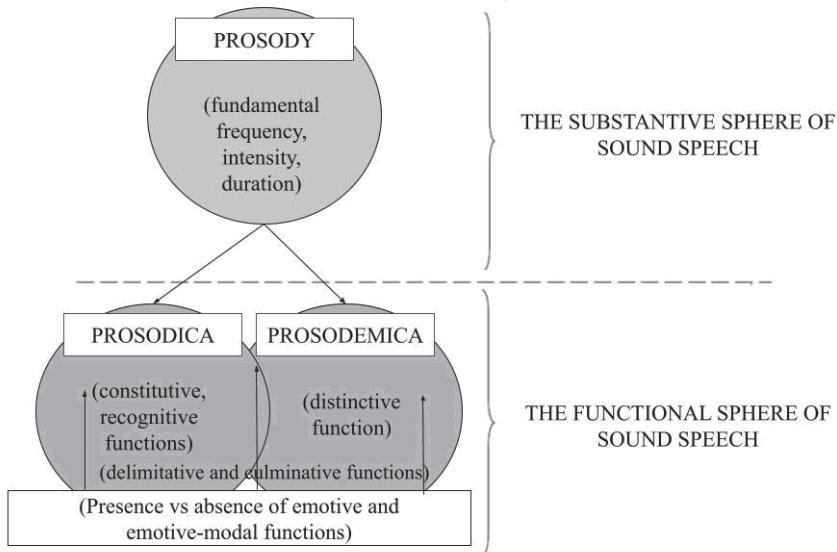 PROSODY
(fundamental
frequency,
intensity,
duration)
THE SUBSTANTIVE SPHERE OF
SOUND SPEECH
PROSODICA
PROSODEMICA
(constitutive,
recognitive
functions)
(distinctive
function)
(delimitative and culminative functions)
(Presence vs absence of emotive and
emotive-modal functions)
THE FUNCTIONAL SPHERE OF
SOUND SPEECH